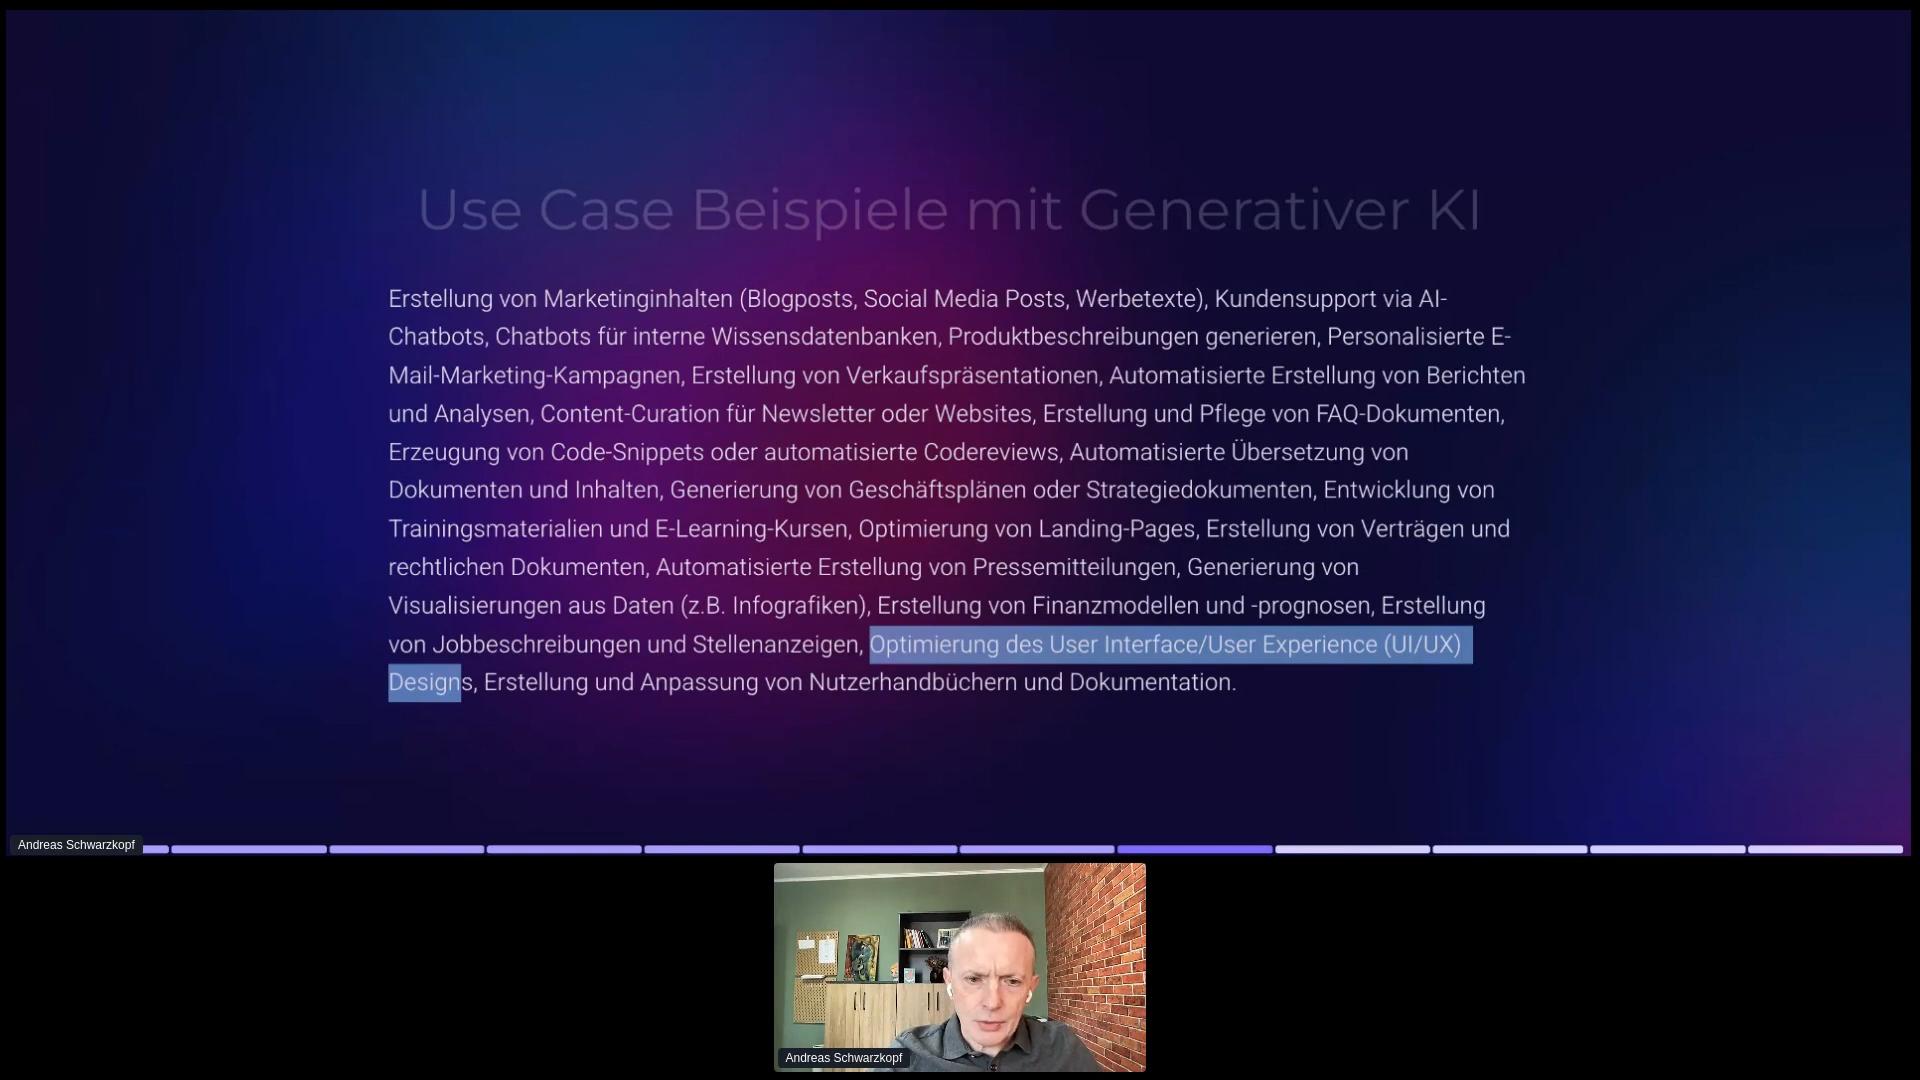 Use Case Beispiele mit Generativer KI
Erstellung von Marketinginhalten (Blogposts, Social Media Posts, Werbetexte), Kundensupport via AI-
Chatbots, Chatbots für interne Wissensdatenbanken, Produktbeschreibungen generieren, Personalisierte E-
Mail-Marketing-Kampagnen, Erstellung von Verkaufspräsentationen, Automatisierte Erstellung von Berichten
und Analysen, Content-Curation für Newsletter oder Websites, Erstellung und Pflege von FAQ-Dokumenten,
Erzeugung von Code-Snippets oder automatisierte Codereviews, Automatisierte Übersetzung von
Dokumenten und Inhalten, Generierung von Geschäftsplänen oder Strategiedokumenten, Entwicklung von
Trainingsmaterialien und E-Learning-Kursen, Optimierung von Landing-Pages, Erstellung von Verträgen und
rechtlichen Dokumenten, Automatisierte Erstellung von Pressemitteilungen, Generierung von
Visualisierungen aus Daten (z.B. Infografiken), Erstellung von Finanzmodellen und -prognosen, Erstellung
von Jobbeschreibungen und Stellenanzeigen, Optimierung des User Interface/User Experience (UI/UX)
Designs, Erstellung und Anpassung von Nutzerhandbüchern und Dokumentation.
Andreas Schwarzkopf
Andreas Schwarzkopf